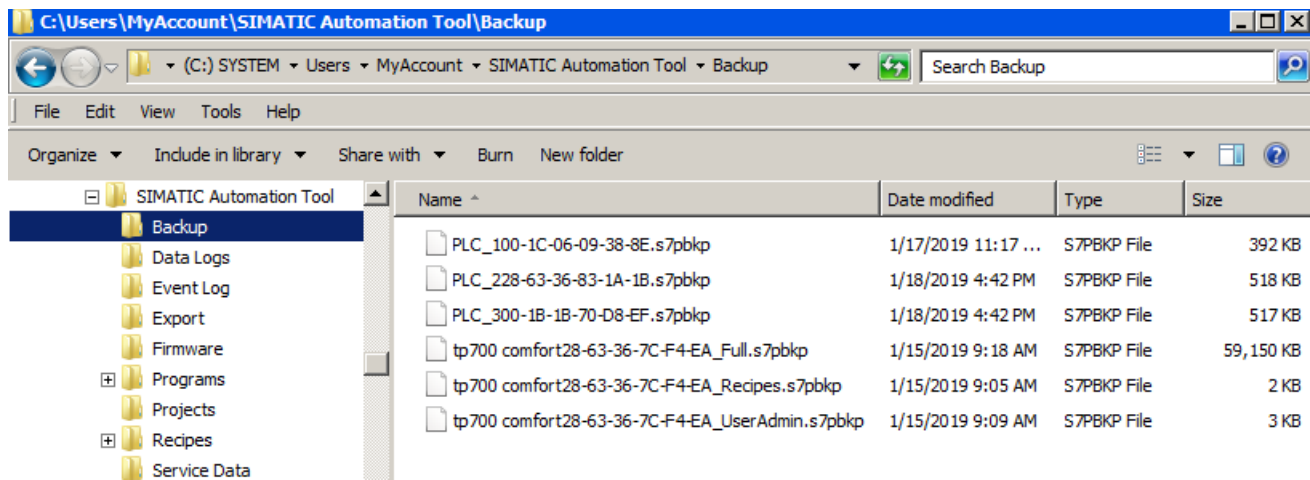 C:\Users\MyAccount\SIMATIC Automation Tool\Backup
(C:) SYSTEM Users MyAccount SIMATIC Automation Tool Backup Search Backup
File Edit View Tools Help
Organize Include in library Share with Burn New folder
SIMATIC Automation Tool
Backup
Data Logs
Event Log
Export
Firmware
Programs
Projects
Recipes
Service Data
Name Date modified Type Size
PLC_100-1C-06-09-38-8E.s7pbkp 1/17/2019 11:17 ... S7PBKP File 392 KB
PLC_228-63-36-83-1A-1B.s7pbkp 1/18/2019 4:42 PM S7PBKP File 518 KB
PLC_300-1B-1B-70-D8-EF.s7pbkp 1/18/2019 4:42 PM S7PBKP File 517 KB
tp700 comfort28-63-36-7C-F4-EA_Full.s7pbkp 1/15/2019 9:18 AM S7PBKP File 59,150 KB
tp700 comfort28-63-36-7C-F4-EA_Recipes.s7pbkp 1/15/2019 9:05 AM S7PBKP File 2 KB
tp700 comfort28-63-36-7C-F4-EA_UserAdmin.s7pbkp 1/15/2019 9:09 AM S7PBKP File 3 KB